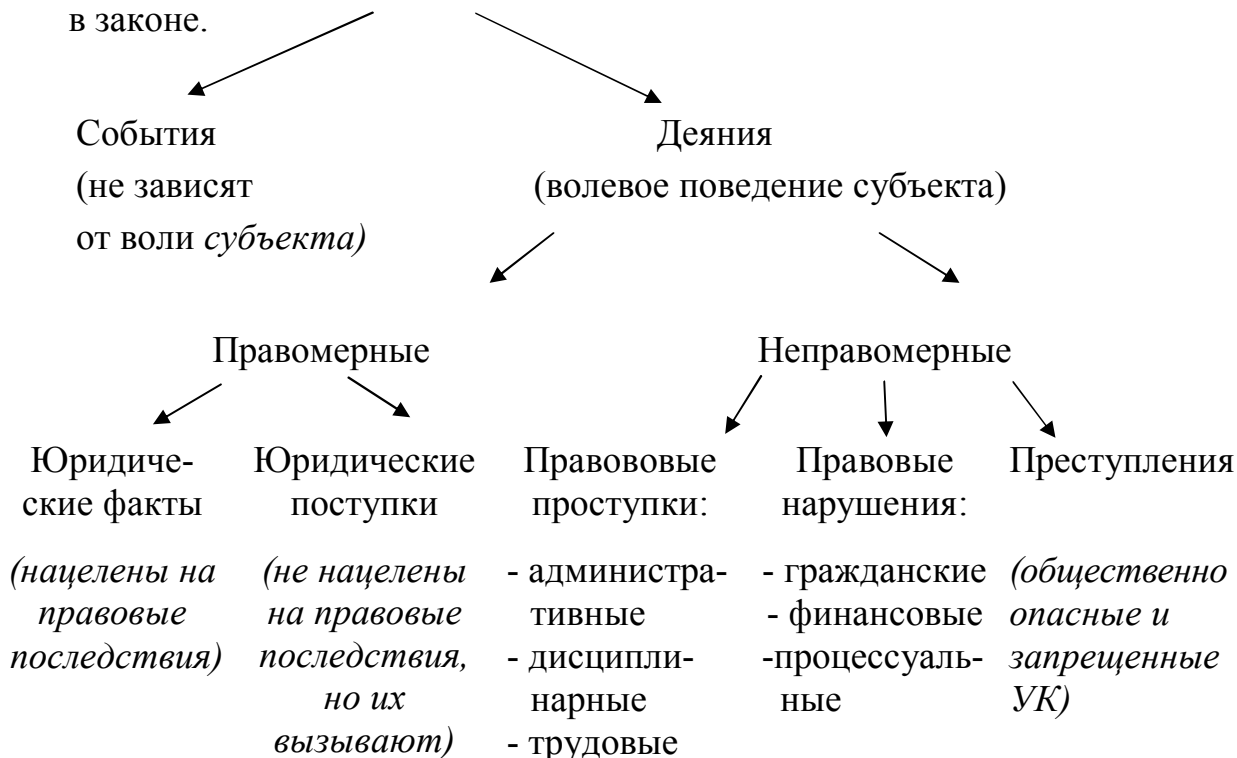 в законе.
События
(не зависят
от воли субъекта)
Деяния
(волевое поведение субъекта)
Правомерные
Неправомерные
Юридиче-
ские факты
(нацелены на
правовые
последствия)
Юридические
поступки
(не нацелены
на правовые
последствия,
но их
вызывают)
Правововые
проступки:
- администра-
тивные
- дисципли-
нарные
- трудовые
Правовые
нарушения:
- гражданские
- финансовые
-процессуаль-
ные
Преступления
(общественно
опасные и
запрещенные
УК)